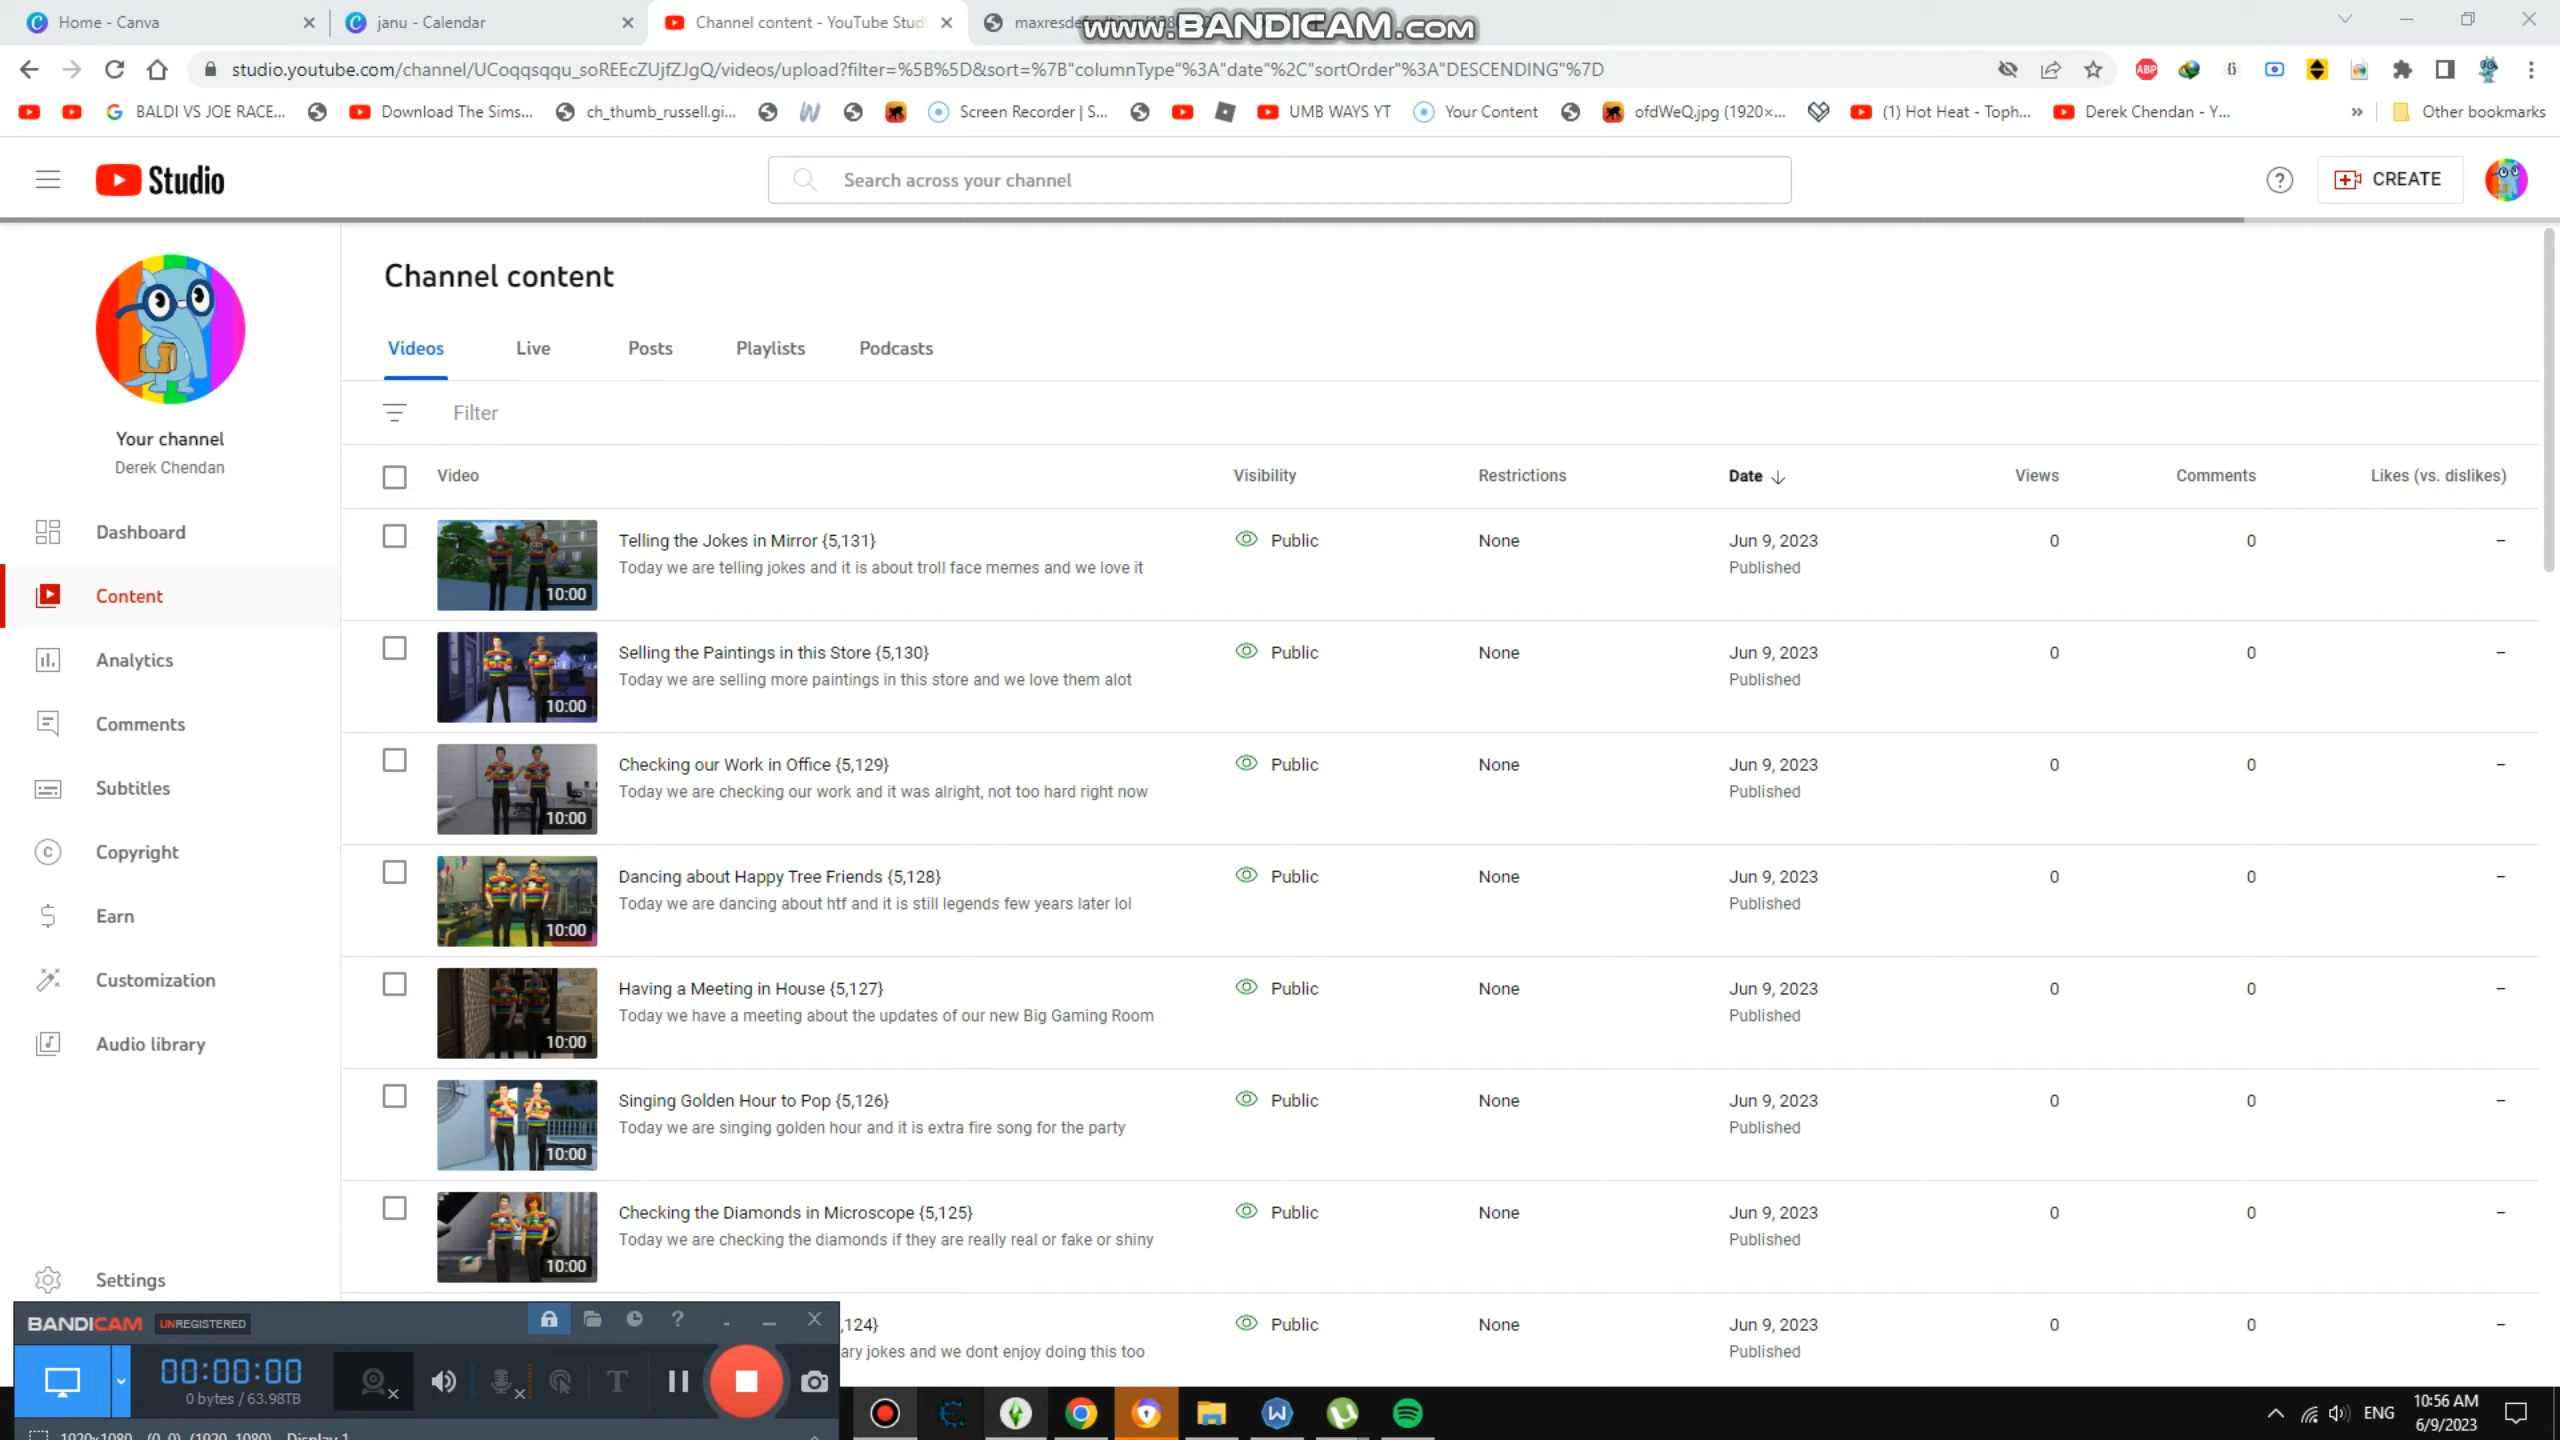 Home - Canva
janu - Calendar
Channel content - YouTube Studi
www.BANDICAM.com
studio.youtube.com/channel/UCoqqsqqu_soREEcZUjfZJgQ/videos/upload?filter=%5B%5D&sort=%7B"columnType"%3A"date"%2C"sortOrder"%3A"DESCENDING"%7D
ABP
BALDI VS JOE RACE...
Download The Sims...
ch_thumb_russell.gi...
Screen Recorder | S...
UMB WAYS YT
Your Content
ofdWeQ.jpg (1920×...
(1) Hot Heat - Toph...
Derek Chendan - Y...
»
Other bookmarks
Studio
Search across your channel
CREATE
Channel content
Videos Live Posts Playlists Podcasts
Filter
Your channel
Derek Chendan
Dashboard
Content
Analytics
Comments
Subtitles
Copyright
Earn
Customization
Audio library
Settings
Video Visibility Restrictions Date Views Comments Likes (vs. dislikes)
Telling the Jokes in Mirror {5,131} Public None Jun 9, 2023 0 0 –
10:00 Today we are telling jokes and it is about troll face memes and we love it Published
Selling the Paintings in this Store {5,130} Public None Jun 9, 2023 0 0 –
10:00 Today we are selling more paintings in this store and we love them alot Published
Checking our Work in Office {5,129} Public None Jun 9, 2023 0 0 –
10:00 Today we are checking our work and it was alright, not too hard right now Published
Dancing about Happy Tree Friends {5,128} Public None Jun 9, 2023 0 0 –
10:00 Today we are dancing about htf and it is still legends few years later lol Published
Having a Meeting in House {5,127} Public None Jun 9, 2023 0 0 –
10:00 Today we have a meeting about the updates of our new Big Gaming Room Published
Singing Golden Hour to Pop {5,126} Public None Jun 9, 2023 0 0 –
10:00 Today we are singing golden hour and it is extra fire song for the party Published
Checking the Diamonds in Microscope {5,125} Public None Jun 9, 2023 0 0 –
10:00 Today we are checking the diamonds if they are really real or fake or shiny Published
,124} Public None Jun 9, 2023 0 0 –
ary jokes and we dont enjoy doing this too Published
BANDICAM UNREGISTERED
00:00:00
0 bytes / 63.98TB
1920x1080 (0, 0), (1920, 1080), Display 1
ENG
10:56 AM
6/9/2023